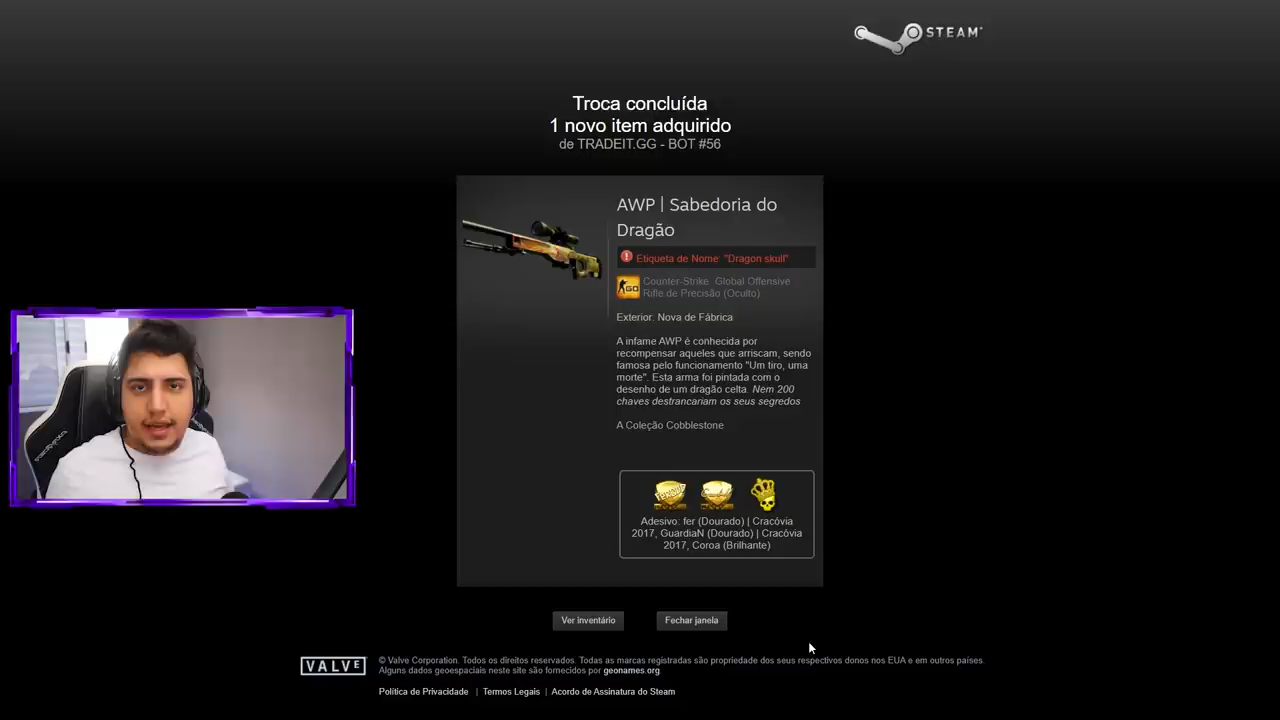 STEAM
Troca concluída
1 novo item adquirido
de TRADEIT.GG - BOT #56
AWP | Sabedoria do
Dragão
Etiqueta de Nome: "Dragon skull"
Counter-Strike: Global Offensive
Rifle de Precisão (Oculto)
Exterior: Nova de Fábrica
A infame AWP é conhecida por
recompensar aqueles que arriscam, sendo
famosa pelo funcionamento "Um tiro, uma
morte". Esta arma foi pintada com o
desenho de um dragão celta. Nem 200
chaves destrancariam os seus segredos
A Coleção Cobblestone
Adesivo: fer (Dourado) | Cracóvia
2017, GuardiaN (Dourado) | Cracóvia
2017, Coroa (Brilhante)
Ver inventário
Fechar janela
VALVE
© Valve Corporation. Todos os direitos reservados. Todas as marcas registradas são propriedade dos seus respectivos donos nos EUA e em outros países.
Alguns dados geoespaciais neste site são fornecidos por geonames.org.
Política de Privacidade | Termos Legais | Acordo de Assinatura do Steam